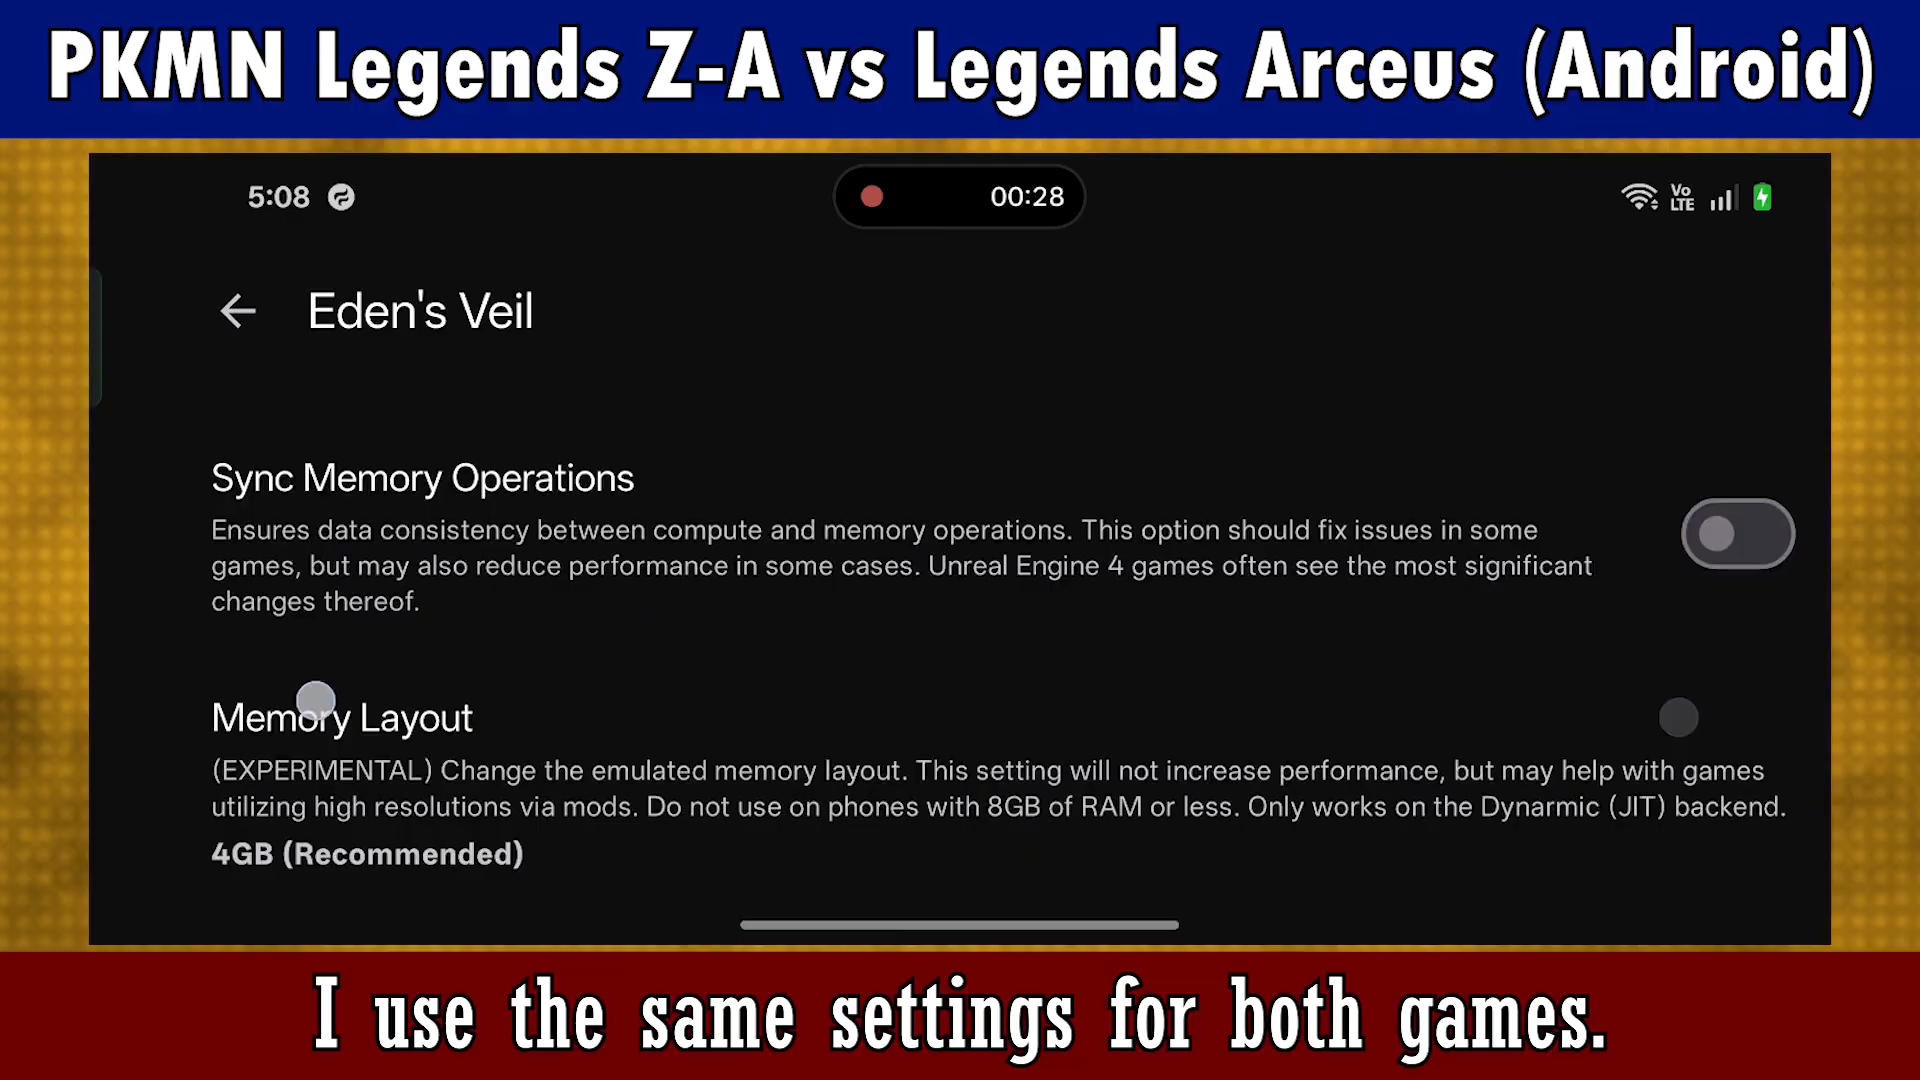 PKMN Legends Z-A vs Legends Arceus (Android)
5:08
00:28
Vo
LTE
Eden's Veil
Sync Memory Operations
Ensures data consistency between compute and memory operations. This option should fix issues in some
games, but may also reduce performance in some cases. Unreal Engine 4 games often see the most significant
changes thereof.
Memory Layout
(EXPERIMENTAL) Change the emulated memory layout. This setting will not increase performance, but may help with games
utilizing high resolutions via mods. Do not use on phones with 8GB of RAM or less. Only works on the Dynarmic (JIT) backend.
4GB (Recommended)
I use the same settings for both games.